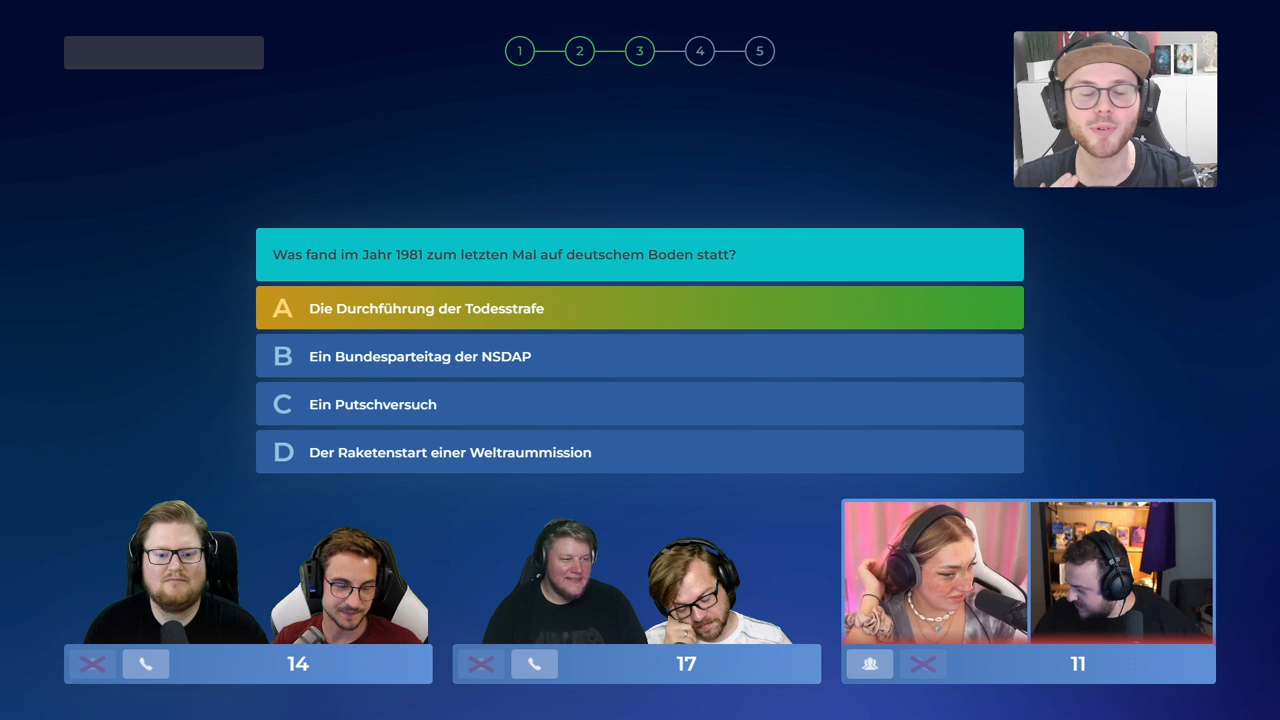 1 2 3 4 5
Was fand im Jahr 1981 zum letzten Mal auf deutschem Boden statt?
A Die Durchführung der Todesstrafe
B Ein Bundesparteitag der NSDAP
C Ein Putschversuch
D Der Raketenstart einer Weltraummission
14 17 11